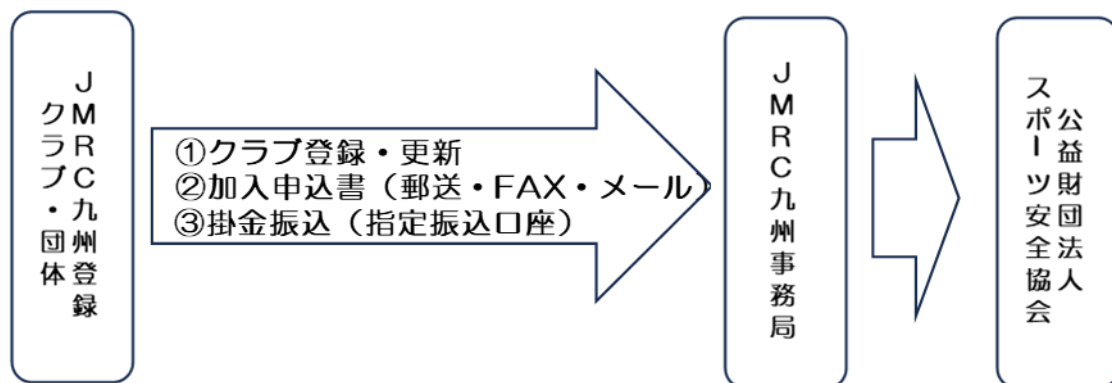 JMRC九州登録
クラブ・団体
①クラブ登録・更新
②加入申込書（郵送・FAX・メール）
③掛金振込（指定振込口座）
JMRC九州事務局
公益財団法人
スポーツ安全協会